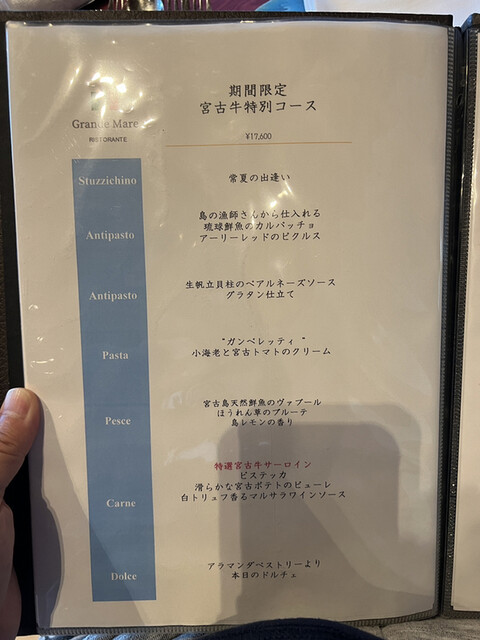 期間限定
宮古牛特別コース
Grande Mare
RISTORANTE
¥17,600
Stuzzichino
常夏の出逢い
Antipasto
島の漁師さんから仕入れる
琉球鮮魚のカルパッチョ
アーリーレッドのピクルス
Antipasto
生帆立貝柱のベアルネーズソース
グラタン仕立て
Pasta
"ガンベレッティ "
小海老と宮古トマトのクリーム
Pesce
宮古島天然鮮魚のヴァプール
ほうれん草のブルーテ
島レモンの香り
Carne
特選宮古牛サーロイン
ビステッカ
滑らかな宮古ポテトのピューレ
白トリュフ香るマルサラワインソース
Dolce
アラマンダペストリーより
本日のドルチェ